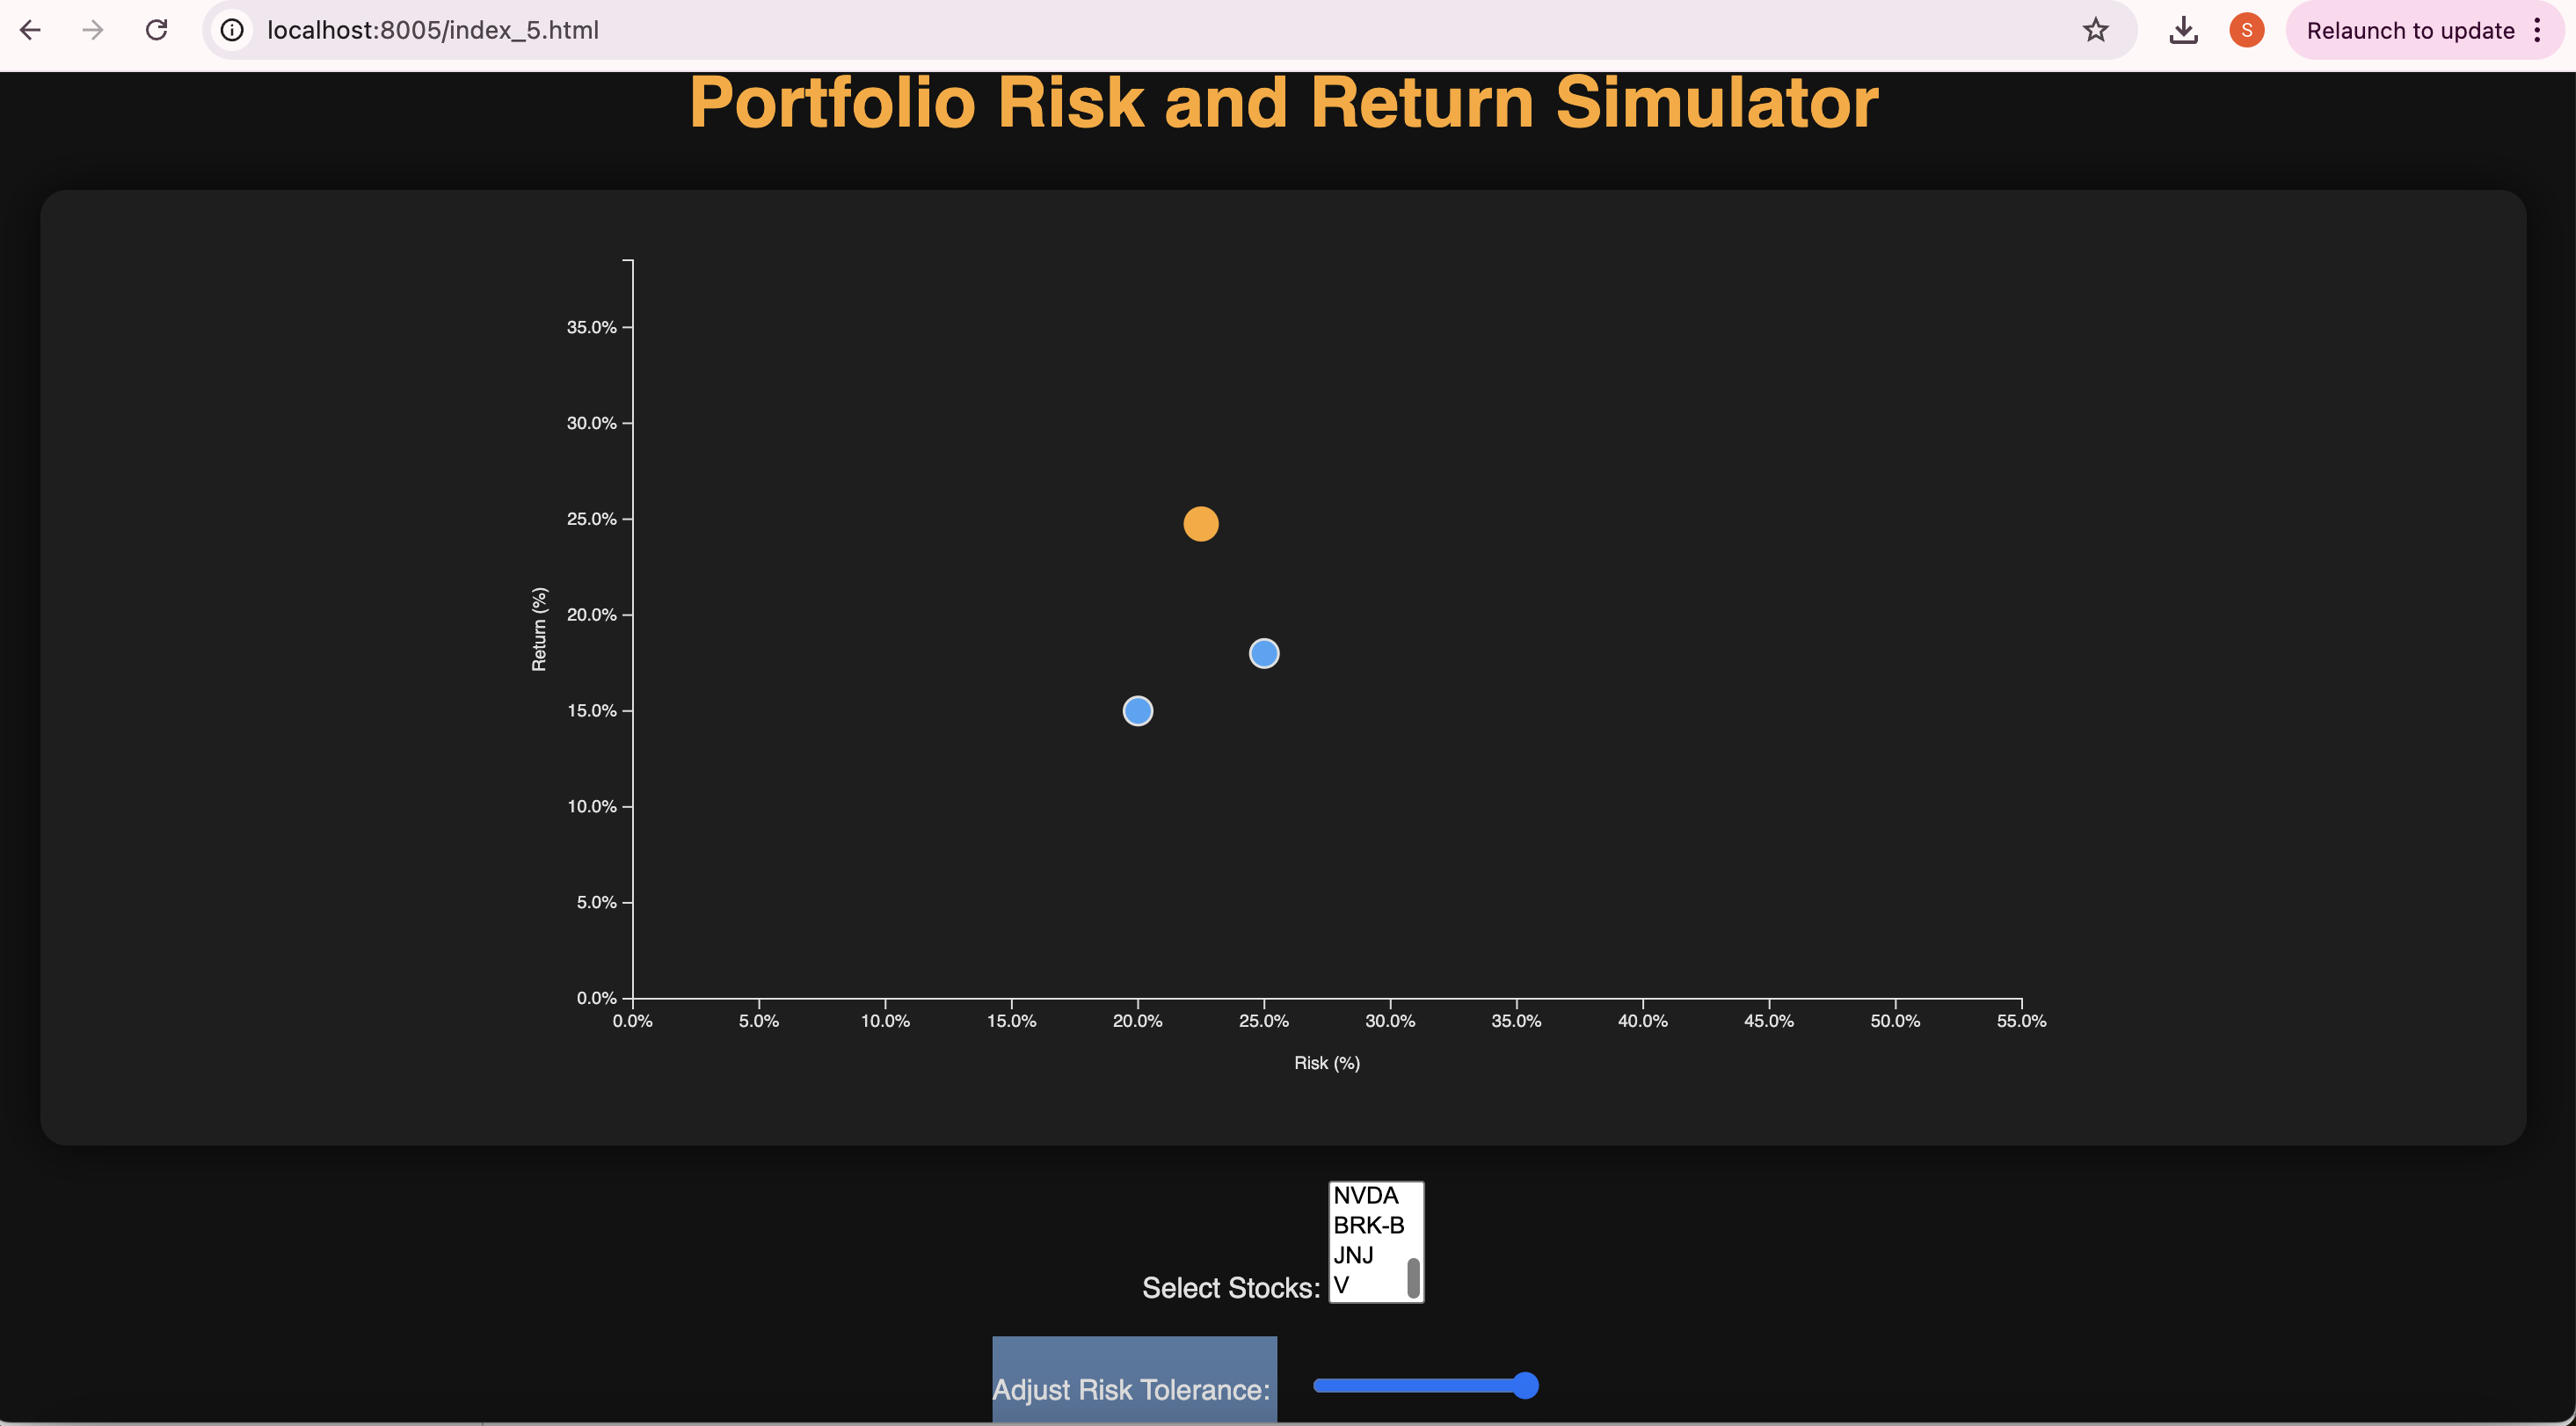 localhost:8005/index_5.html
S
Relaunch to update
Portfolio Risk and Return Simulator
35.0%
30.0%
25.0%
20.0%
15.0%
10.0%
5.0%
0.0%
Return (%)
0.0% 5.0% 10.0% 15.0% 20.0% 25.0% 30.0% 35.0% 40.0% 45.0% 50.0% 55.0%
Risk (%)
NVDA
BRK-B
JNJ
V
Select Stocks:
Adjust Risk Tolerance: